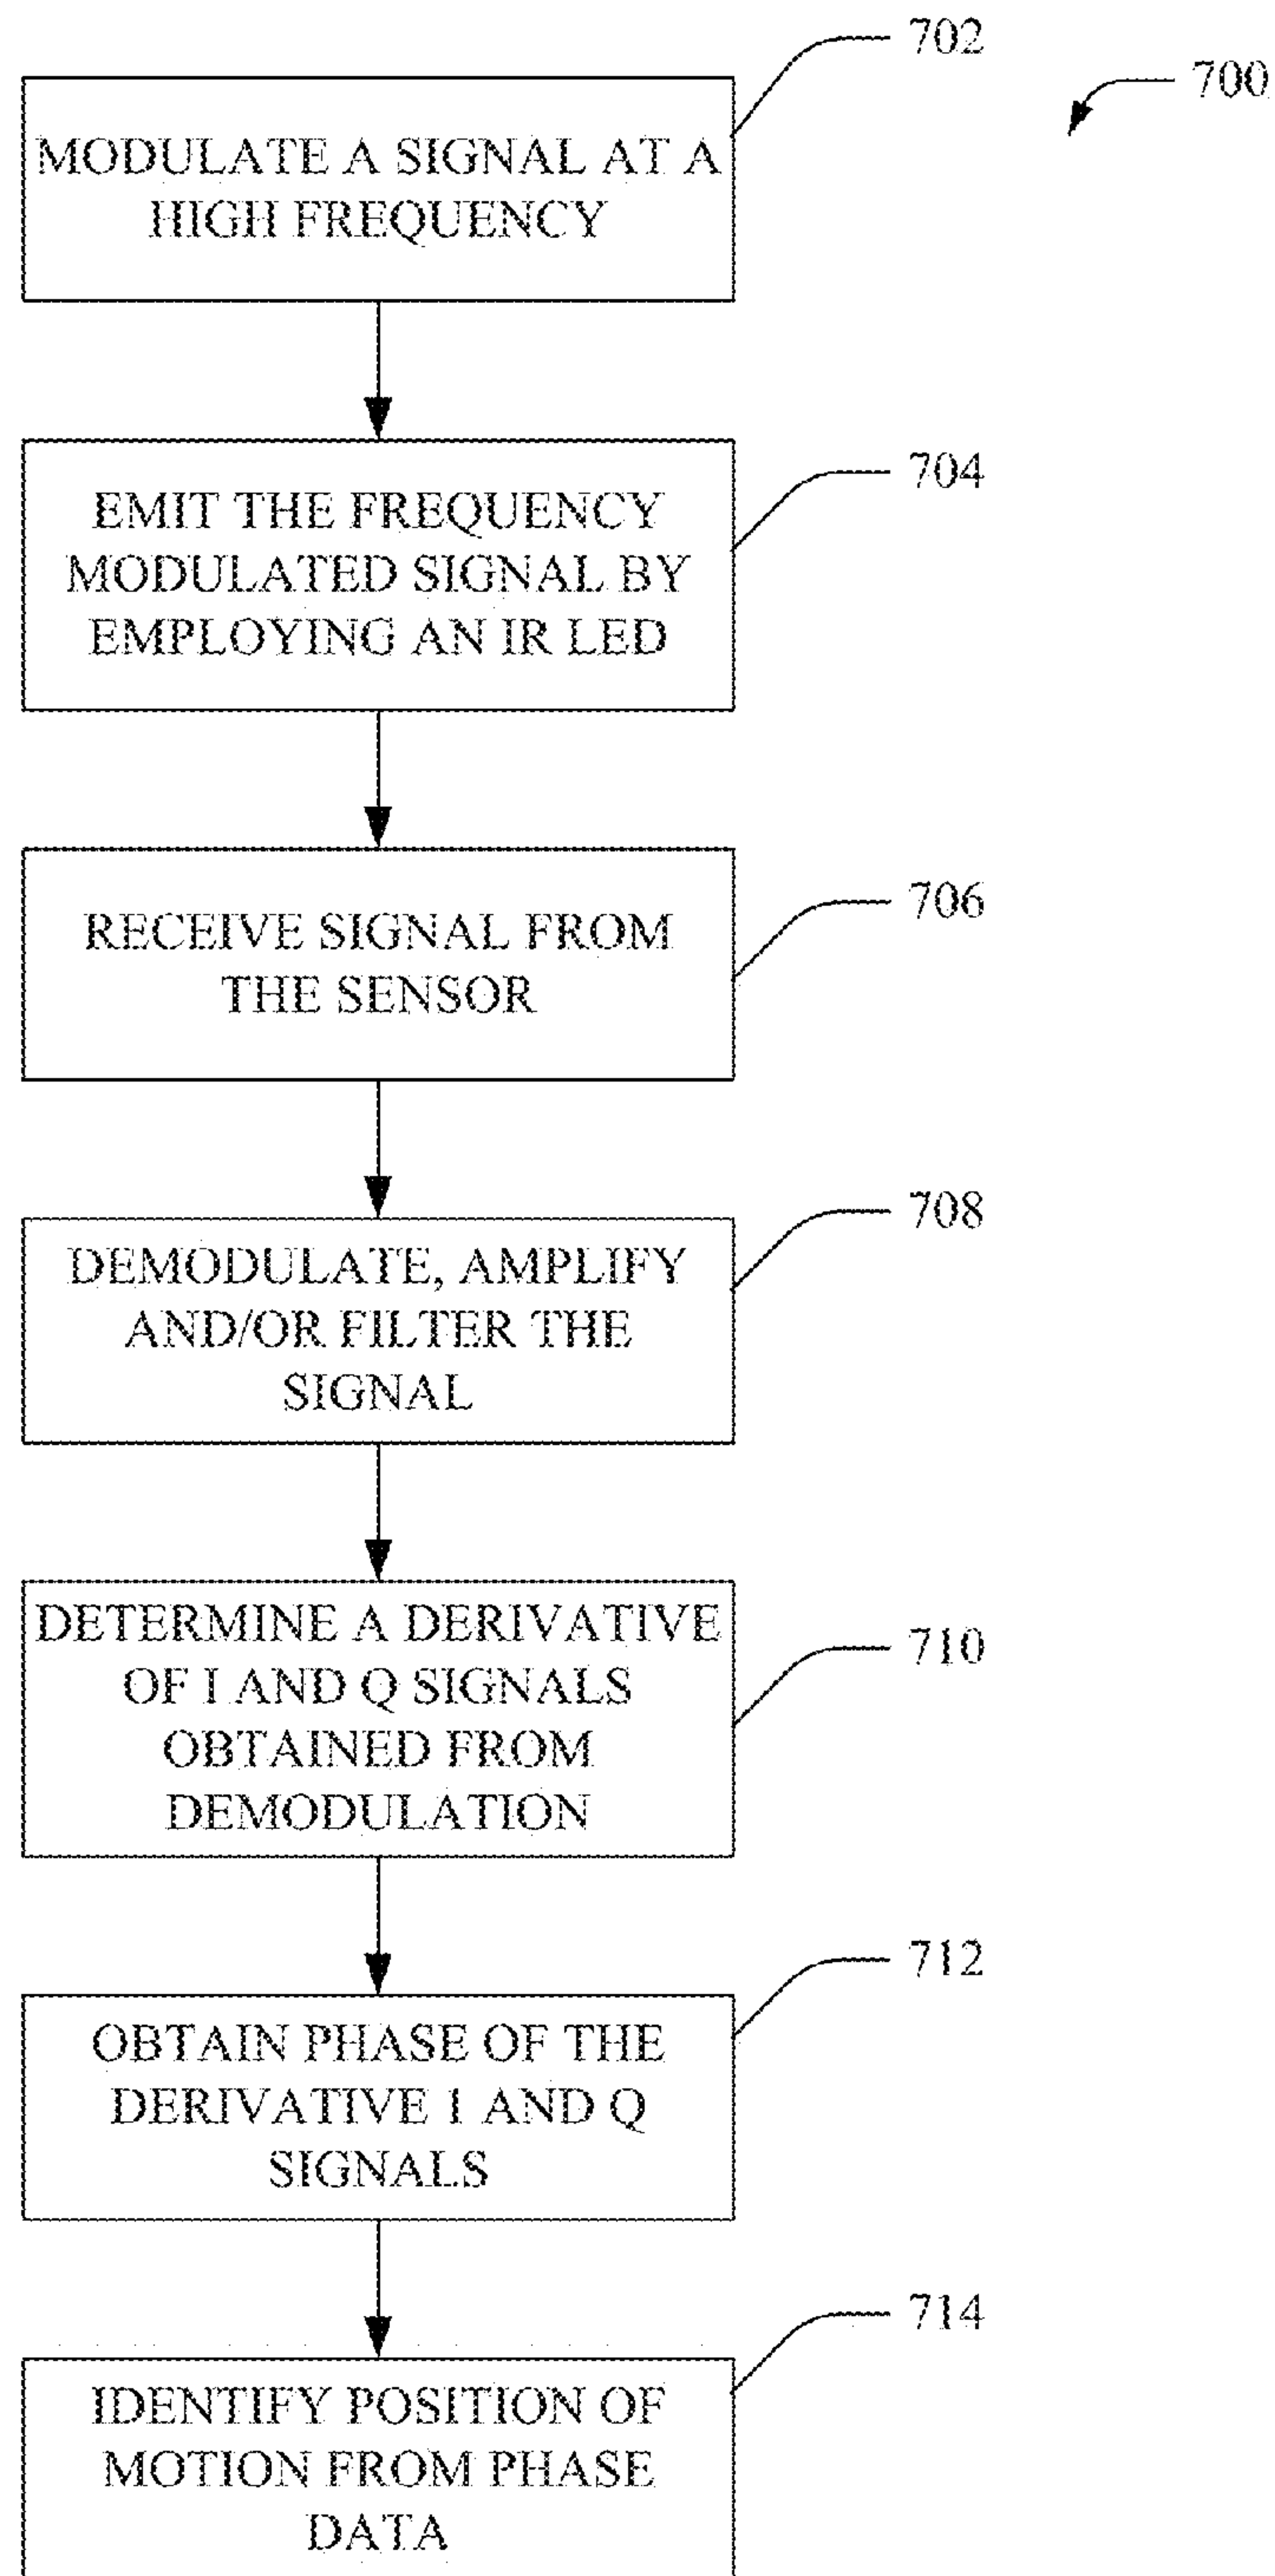 702
700
MODULATE A SIGNAL AT A
HIGH FREQUENCY
704
EMIT THE FREQUENCY
MODULATED SIGNAL BY
EMPLOYING AN IR LED
706
RECEIVE SIGNAL FROM
THE SENSOR
708
DEMODULATE, AMPLIFY
AND/OR FILTER THE
SIGNAL
710
DETERMINE A DERIVATIVE
OF I AND Q SIGNALS
OBTAINED FROM
DEMODULATION
712
OBTAIN PHASE OF THE
DERIVATIVE I AND Q
SIGNALS
714
IDENTIFY POSITION OF
MOTION FROM PHASE
DATA